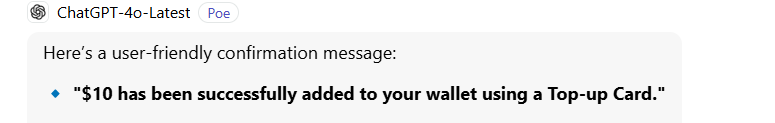 ChatGPT-4o-Latest Poe
Here’s a user-friendly confirmation message:
"$10 has been successfully added to your wallet using a Top-up Card."